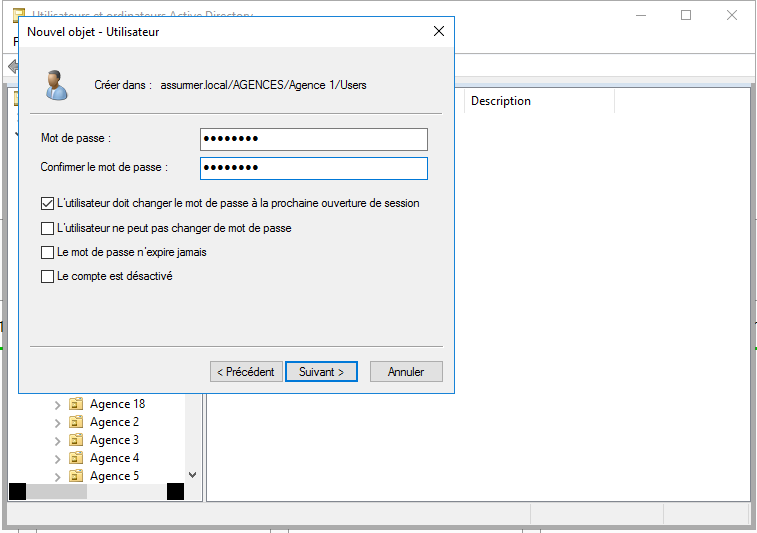 Utilisateurs et ordinateurs Active Directory
Nouvel objet - Utilisateur
Créer dans : assurmer.local/AGENCES/Agence 1/Users
Description
Mot de passe : ●●●●●●●●
Confirmer le mot de passe : ●●●●●●●●
L'utilisateur doit changer le mot de passe à la prochaine ouverture de session
L'utilisateur ne peut pas changer de mot de passe
Le mot de passe n'expire jamais
Le compte est désactivé
< Précédent
Suivant >
Annuler
Agence 18
Agence 2
Agence 3
Agence 4
Agence 5